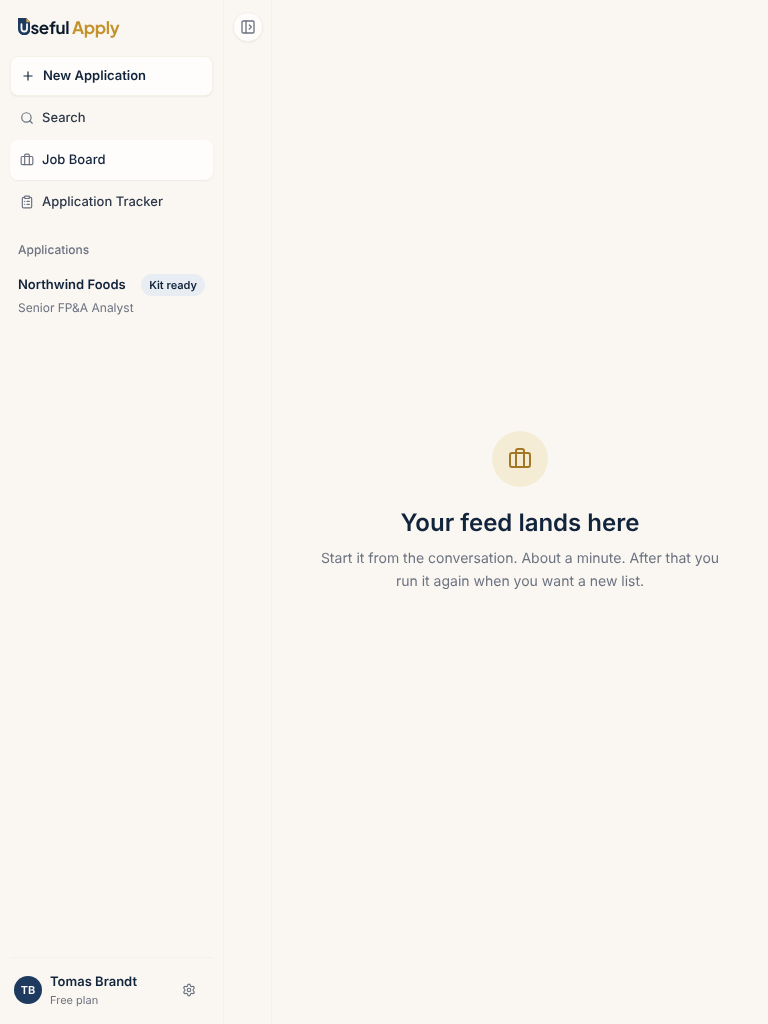 Useful Apply
New Application
Search
Job Board
Application Tracker
Applications
Northwind Foods
Kit ready
Senior FP&A Analyst
Your feed lands here
Start it from the conversation. About a minute. After that you
run it again when you want a new list.
TB
Tomas Brandt
Free plan